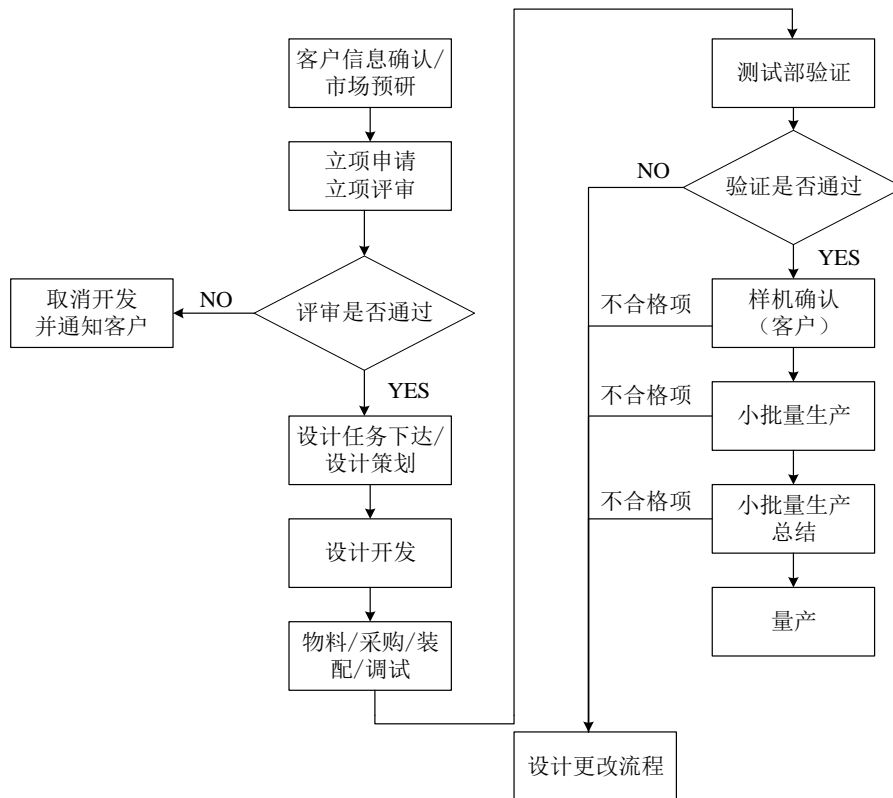 客户信息确认/
市场预研
立项申请
立项评审
评审是否通过
NO
取消开发
并通知客户
YES
设计任务下达/
设计策划
设计开发
物料/采购/装
配/调试
测试部验证
验证是否通过
NO
YES
样机确认
（客户）
不合格项
小批量生产
不合格项
小批量生产
总结
不合格项
量产
设计更改流程